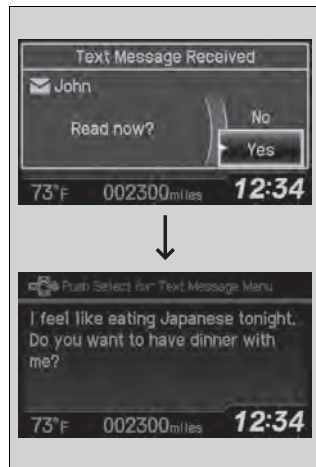 Text Message Received
John
Read now?
No
Yes
73°F 002300miles 12:34
Push Select for Text Message Menu
I feel like eating Japanese tonight.
Do you want to have dinner with
me?
73°F 002300miles 12:34